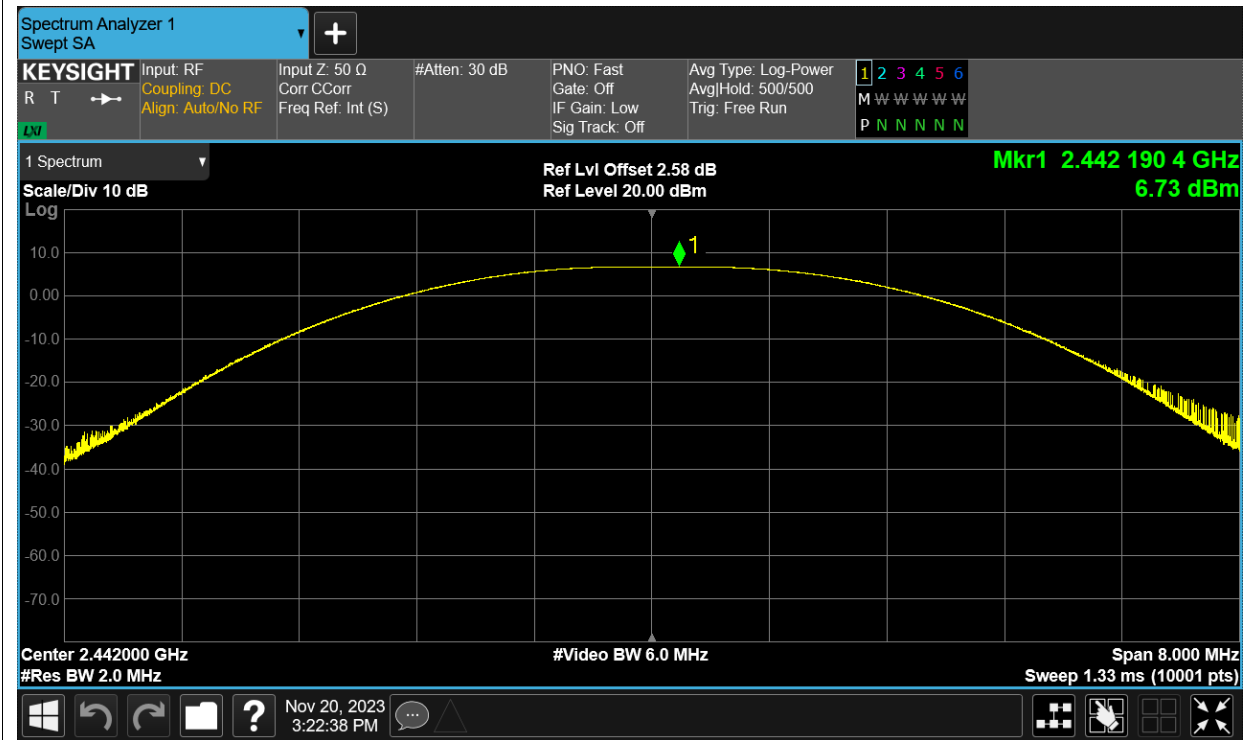 Spectrum Analyzer 1
Swept SA
KEYSIGHT
R T
LXI
Input: RF
Coupling: DC
Align: Auto/No RF
Input Z: 50 Ω
Corr CCorr
Freq Ref: Int (S)
#Atten: 30 dB
PNO: Fast
Gate: Off
IF Gain: Low
Sig Track: Off
Avg Type: Log-Power
Avg|Hold: 500/500
Trig: Free Run
1 2 3 4 5 6
M W W W W W
P N N N N N
1 Spectrum
Scale/Div 10 dB
Log
Ref Lvl Offset 2.58 dB
Ref Level 20.00 dBm
Mkr1 2.442 190 4 GHz
6.73 dBm
1
10.0
0.00
-10.0
-20.0
-30.0
-40.0
-50.0
-60.0
-70.0
Center 2.442000 GHz
#Res BW 2.0 MHz
#Video BW 6.0 MHz
Span 8.000 MHz
Sweep 1.33 ms (10001 pts)
?
Nov 20, 2023
3:22:38 PM